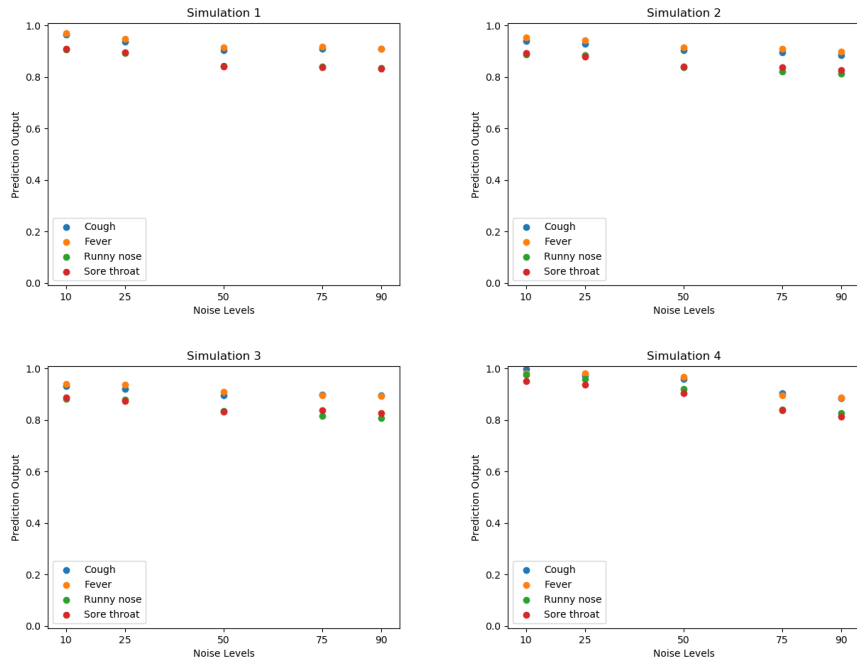 Simulation 1
1.0
0.8
0.6
0.4
0.2
0.0
Prediction Output
Cough
Fever
Runny nose
Sore throat
10 25 50 75 90
Noise Levels
Simulation 2
1.0
0.8
0.6
0.4
0.2
0.0
Prediction Output
Cough
Fever
Runny nose
Sore throat
10 25 50 75 90
Noise Levels
Simulation 3
1.0
0.8
0.6
0.4
0.2
0.0
Prediction Output
Cough
Fever
Runny nose
Sore throat
10 25 50 75 90
Noise Levels
Simulation 4
1.0
0.8
0.6
0.4
0.2
0.0
Prediction Output
Cough
Fever
Runny nose
Sore throat
10 25 50 75 90
Noise Levels